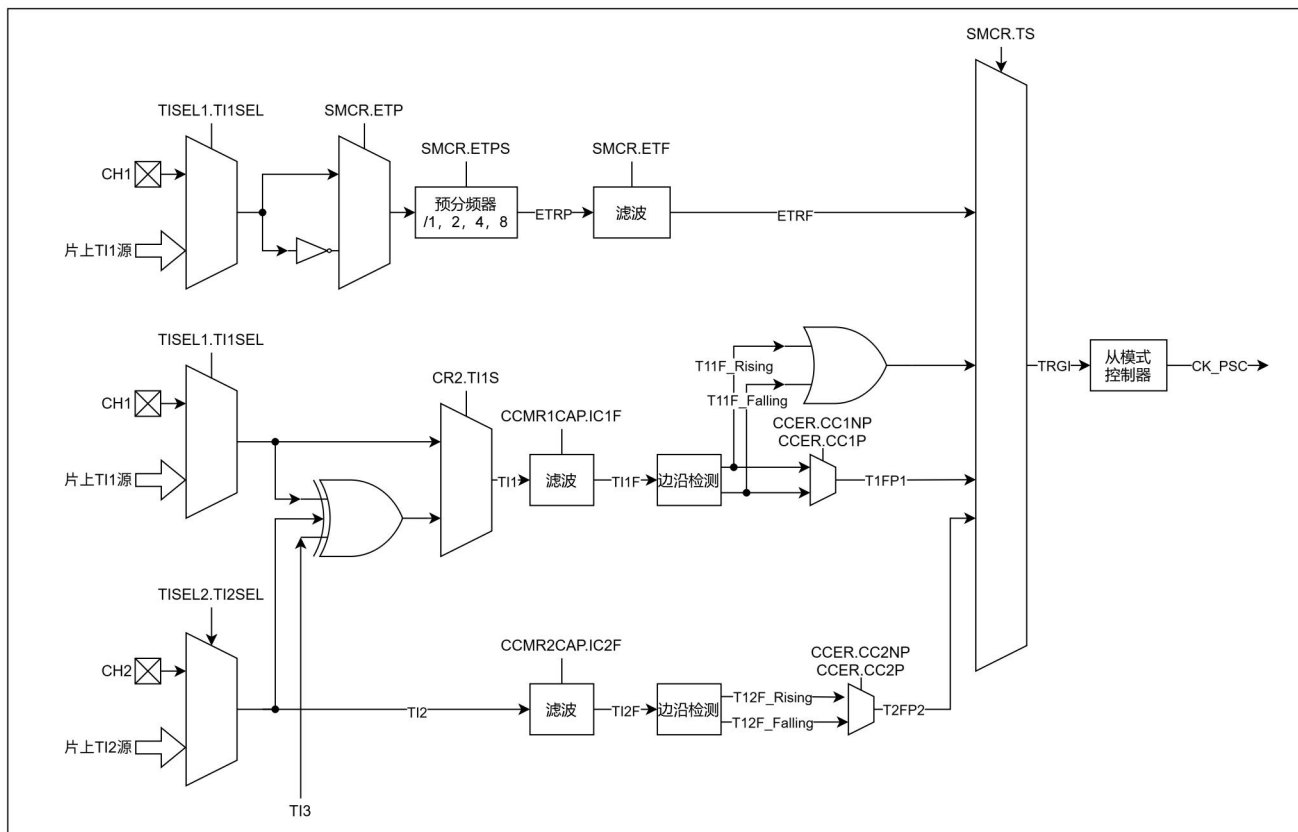 SMCR.TS
TISEL1.TI1SEL
SMCR.ETP
SMCR.ETPS
SMCR.ETF
CH1
预分频器
/1，2，4，8
ETRP
滤波
ETRF
片上TI1源
TISEL1.TI1SEL
CR2.TI1S
T11F_Rising
T11F_Falling
TRGI
从模式
控制器
CK_PSC
CH1
CCMR1CAP.IC1F
CCER.CC1NP
CCER.CC1P
片上TI1源
TI1
滤波
TI1F
边沿检测
T1FP1
TISEL2.TI2SEL
CCMR2CAP.IC2F
CCER.CC2NP
CCER.CC2P
CH2
TI2
滤波
TI2F
边沿检测
T12F_Rising
T12F_Falling
T2FP2
片上TI2源
TI3